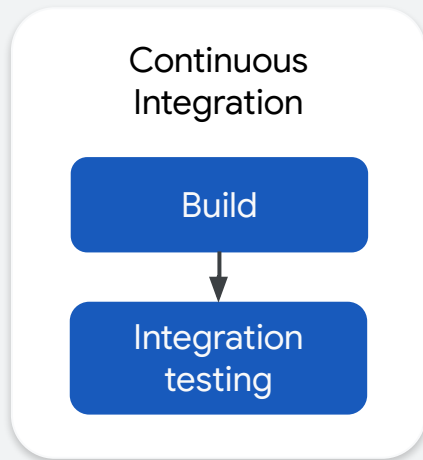 Continuous
Integration
Build
Integration
testing